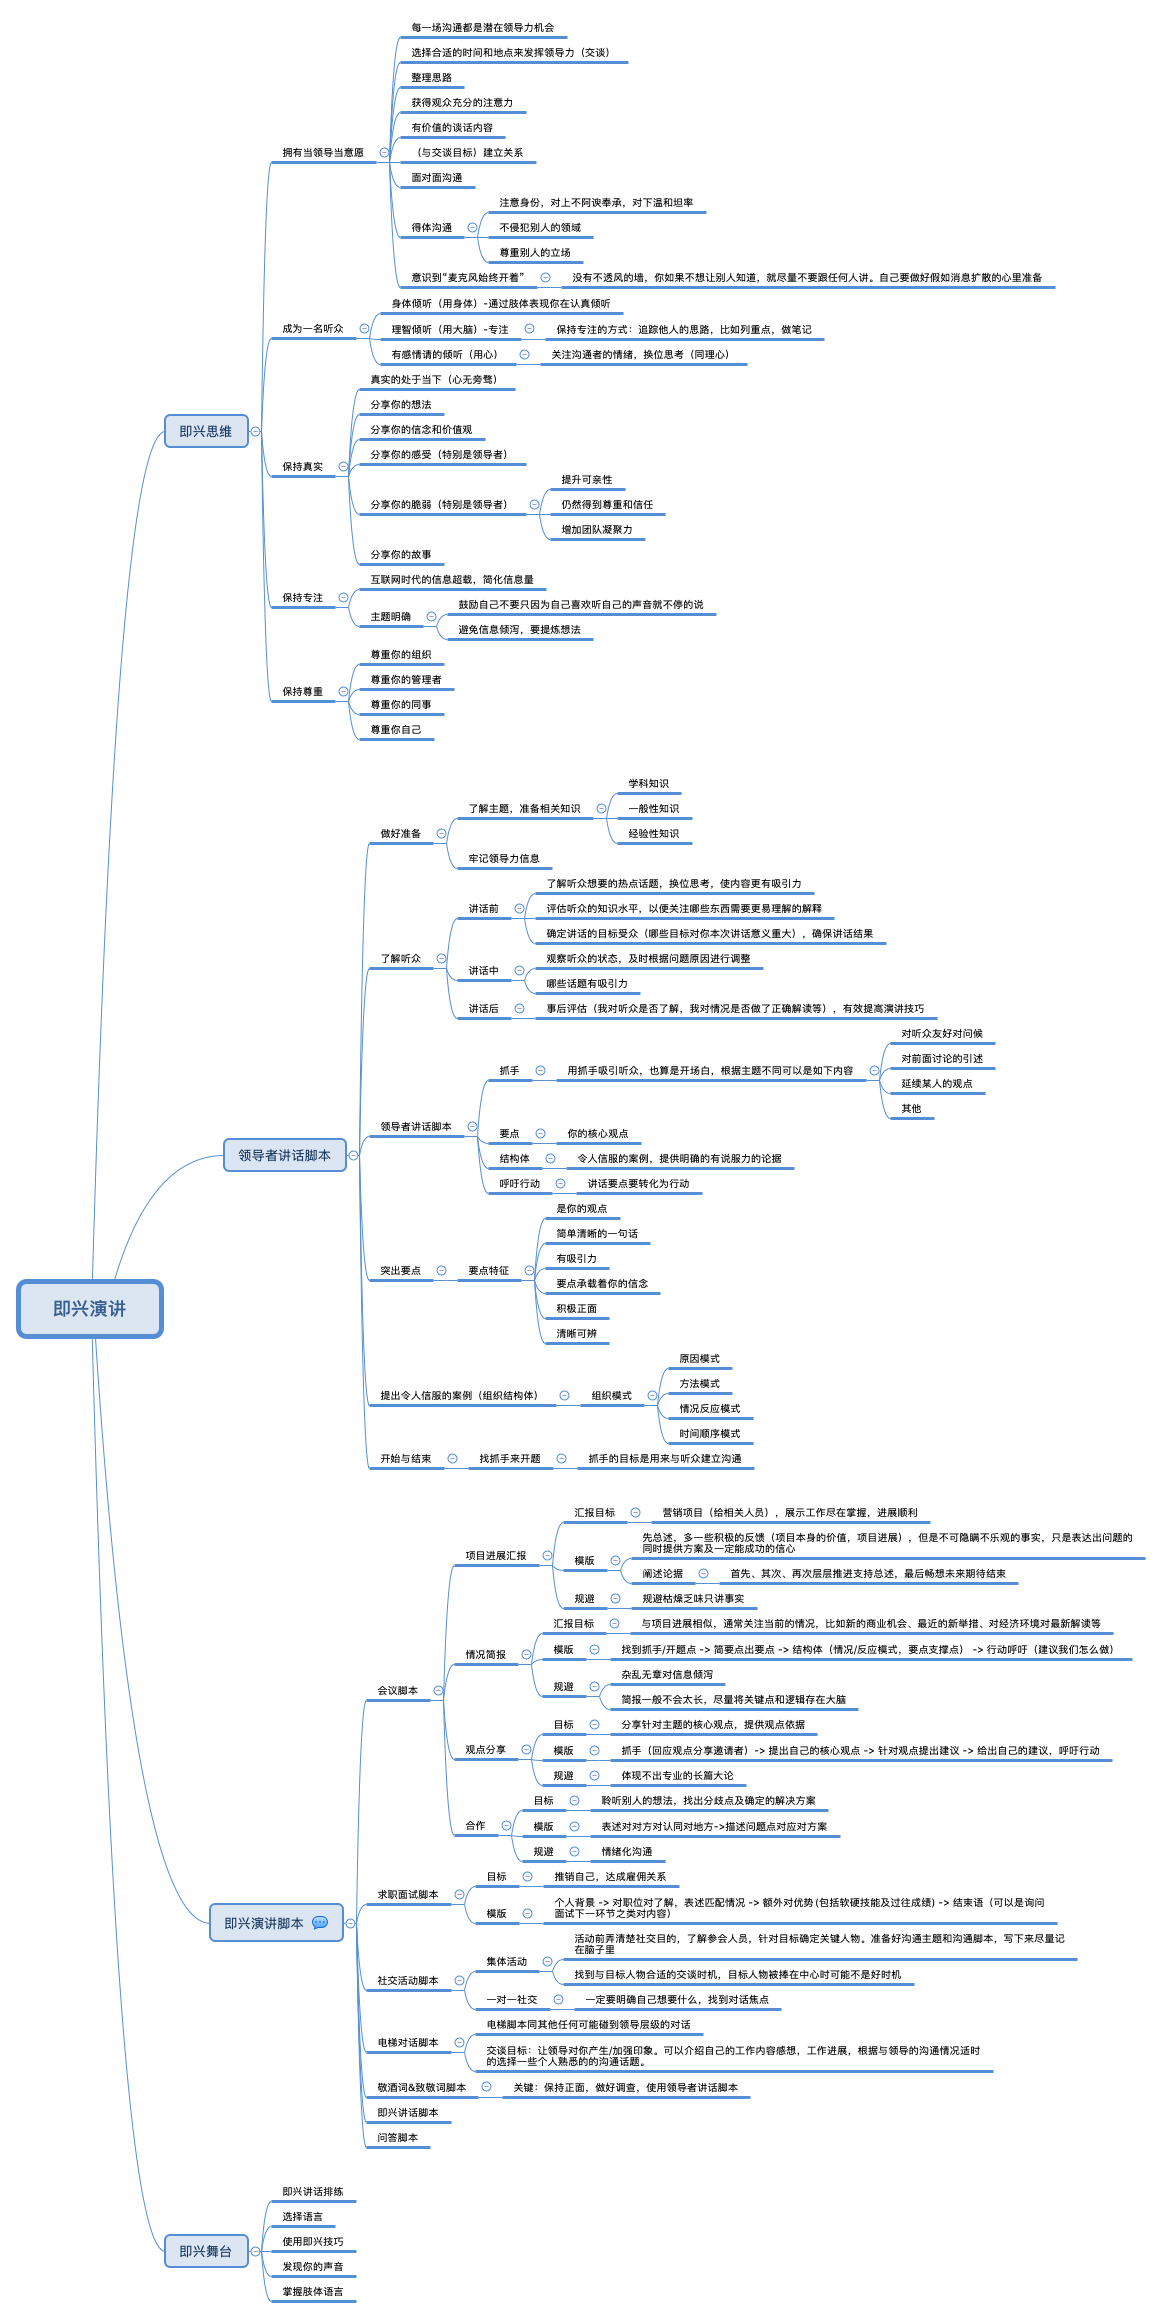 即兴演讲
即兴思维
拥有当领导当意愿
每一场沟通都是潜在领导力机会
选择合适的时间和地点来发挥领导力（交谈）
整理思路
获得观众充分的注意力
有价值的谈话内容
（与交谈目标）建立关系
面对面沟通
得体沟通
注意身份，对上不阿谀奉承，对下温和坦率
不侵犯别人的领域
尊重别人的立场
意识到“麦克风始终开着”
没有不透风的墙，你如果不想让别人知道，就尽量不要跟任何人讲。自己要做好假如消息扩散的心里准备
成为一名听众
身体倾听（用身体）-通过肢体表现你在认真倾听
理智倾听（用大脑）-专注
保持专注的方式：追踪他人的思路，比如列重点，做笔记
有感情请的倾听（用心）
关注沟通者的情绪，换位思考（同理心）
保持真实
真实的处于当下（心无旁骛）
分享你的想法
分享你的信念和价值观
分享你的感受（特别是领导者）
分享你的脆弱（特别是领导者）
提升可亲性
仍然得到尊重和信任
增加团队凝聚力
分享你的故事
保持专注
互联网时代的信息超载，简化信息量
主题明确
鼓励自己不要只因为自己喜欢听自己的声音就不停的说
避免信息倾泻，要提炼想法
保持尊重
尊重你的组织
尊重你的管理者
尊重你的同事
尊重你自己
领导者讲话脚本
做好准备
了解主题，准备相关知识
学科知识
一般性知识
经验性知识
牢记领导力信息
了解听众
讲话前
了解听众想要的热点话题，换位思考，使内容更有吸引力
评估听众的知识水平，以便关注哪些东西需要更易理解的解释
确定讲话的目标受众（哪些目标对你本次讲话意义重大），确保讲话结果
讲话中
观察听众的状态，及时根据问题原因进行调整
哪些话题有吸引力
讲话后
事后评估（我对听众是否了解，我对情况是否做了正确解读等），有效提高演讲技巧
领导者讲话脚本
抓手
用抓手吸引听众，也算是开场白，根据主题不同可以是如下内容
对听众友好对问候
对前面讨论的引述
延续某人的观点
其他
要点
你的核心观点
结构体
令人信服的案例，提供明确的有说服力的论据
呼吁行动
讲话要点要转化为行动
突出要点
要点特征
是你的观点
简单清晰的一句话
有吸引力
要点承载着你的信念
积极正面
清晰可辨
提出令人信服的案例（组织结构体）
组织模式
原因模式
方法模式
情况反应模式
时间顺序模式
开始与结束
找抓手来开题
抓手的目标是用来与听众建立沟通
即兴演讲脚本
会议脚本
项目进展汇报
汇报目标
营销项目（给相关人员），展示工作尽在掌握，进展顺利
模版
先总述，多一些积极的反馈（项目本身的价值，项目进展），但是不可隐瞒不乐观的事实，只是表达出问题的
同时提供方案及一定能成功的信心
阐述论据
首先、其次、再次层层推进支持总述，最后畅想未来期待结束
规避
规避枯燥乏味只讲事实
情况简报
汇报目标
与项目进展相似，通常关注当前的情况，比如新的商业机会、最近的新举措、对经济环境对最新解读等
模版
找到抓手/开题点 -> 简要点出要点 -> 结构体（情况/反应模式，要点支撑点） -> 行动呼吁（建议我们怎么做）
规避
杂乱无章对信息倾泻
简报一般不会太长，尽量将关键点和逻辑存在大脑
观点分享
目标
分享针对主题的核心观点，提供观点依据
模版
抓手（回应观点分享邀请者）-> 提出自己的核心观点 -> 针对观点提出建议 -> 给出自己的建议，呼吁行动
规避
体现不出专业的长篇大论
合作
目标
聆听别人的想法，找出分歧点及确定的解决方案
模版
表述对对方对认同对地方->描述问题点对应对方案
规避
情绪化沟通
求职面试脚本
目标
推销自己，达成雇佣关系
模版
个人背景 -> 对职位对了解，表述匹配情况 -> 额外对优势 (包括软硬技能及过往成绩) -> 结束语（可以是询问
面试下一环节之类对内容）
社交活动脚本
集体活动
活动前弄清楚社交目的，了解参会人员，针对目标确定关键人物。准备好沟通主题和沟通脚本，写下来尽量记
在脑子里
找到与目标人物合适的交谈时机，目标人物被捧在中心时可能不是好时机
一对一社交
一定要明确自己想要什么，找到对话焦点
电梯对话脚本
电梯脚本同其他任何可能碰到领导层级的对话
交谈目标：让领导对你产生/加强印象。可以介绍自己的工作内容感想，工作进展，根据与领导的沟通情况适时
的选择一些个人熟悉的的沟通话题。
敬酒词&致敬词脚本
关键：保持正面，做好调查，使用领导者讲话脚本
即兴讲话脚本
问答脚本
即兴舞台
即兴讲话排练
选择语言
使用即兴技巧
发现你的声音
掌握肢体语言